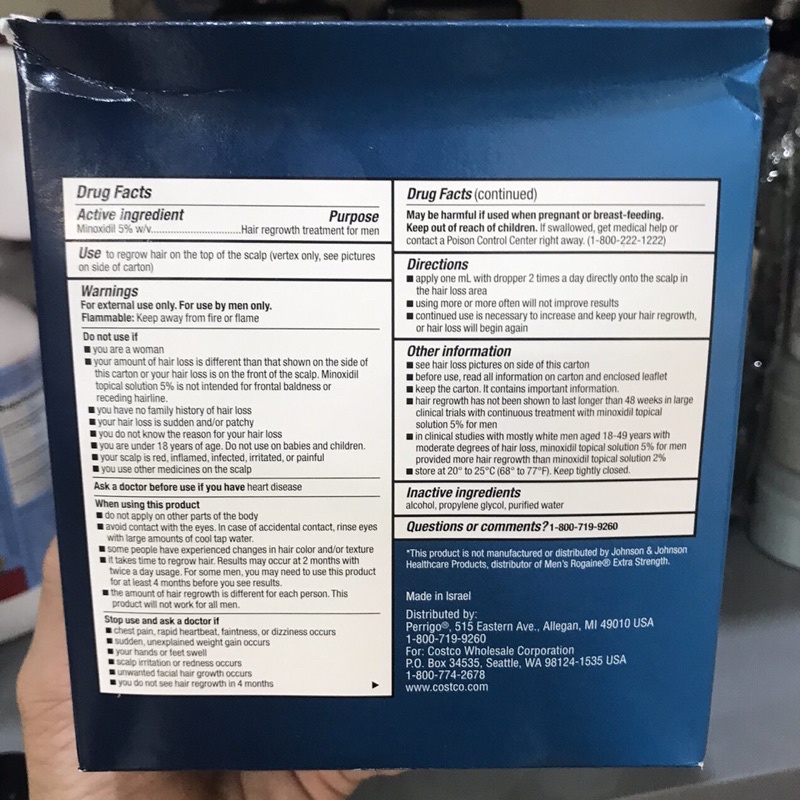 Drug Facts
Active ingredient Purpose
Minoxidil 5% w/v..............................Hair regrowth treatment for men
Use to regrow hair on the top of the scalp (vertex only, see pictures
on side of carton)
Warnings
For external use only. For use by men only.
Flammable: Keep away from fire or flame
Do not use if
■ you are a woman
■ your amount of hair loss is different than that shown on the side of
this carton or your hair loss is on the front of the scalp. Minoxidil
topical solution 5% is not intended for frontal baldness or
receding hairline.
■ you have no family history of hair loss
■ your hair loss is sudden and/or patchy
■ you do not know the reason for your hair loss
■ you are under 18 years of age. Do not use on babies and children.
■ your scalp is red, inflamed, infected, irritated, or painful
■ you use other medicines on the scalp
Ask a doctor before use if you have heart disease
When using this product
■ do not apply on other parts of the body
■ avoid contact with the eyes. In case of accidental contact, rinse eyes
with large amounts of cool tap water.
■ some people have experienced changes in hair color and/or texture
■ it takes time to regrow hair. Results may occur at 2 months with
twice a day usage. For some men, you may need to use this product
for at least 4 months before you see results.
■ the amount of hair regrowth is different for each person. This
product will not work for all men.
Stop use and ask a doctor if
■ chest pain, rapid heartbeat, faintness, or dizziness occurs
■ sudden, unexplained weight gain occurs
■ your hands or feet swell
■ scalp irritation or redness occurs
■ unwanted facial hair growth occurs
■ you do not see hair regrowth in 4 months
Drug Facts (continued)
May be harmful if used when pregnant or breast-feeding.
Keep out of reach of children. If swallowed, get medical help or
contact a Poison Control Center right away. (1-800-222-1222)
Directions
■ apply one mL with dropper 2 times a day directly onto the scalp in
the hair loss area
■ using more or more often will not improve results
■ continued use is necessary to increase and keep your hair regrowth,
or hair loss will begin again
Other information
■ see hair loss pictures on side of this carton
■ before use, read all information on carton and enclosed leaflet
■ keep the carton. It contains important information.
■ hair regrowth has not been shown to last longer than 48 weeks in large
clinical trials with continuous treatment with minoxidil topical
solution 5% for men
■ in clinical studies with mostly white men aged 18-49 years with
moderate degrees of hair loss, minoxidil topical solution 5% for men
provided more hair regrowth than minoxidil topical solution 2%
■ store at 20° to 25°C (68° to 77°F). Keep tightly closed.
Inactive ingredients
alcohol, propylene glycol, purified water
Questions or comments? 1-800-719-9260
*This product is not manufactured or distributed by Johnson & Johnson
Healthcare Products, distributor of Men's Rogaine® Extra Strength.
Made in Israel
Distributed by:
Perrigo®, 515 Eastern Ave., Allegan, MI 49010 USA
1-800-719-9260
For: Costco Wholesale Corporation
P.O. Box 34535, Seattle, WA 98124-1535 USA
1-800-774-2678
www.costco.com